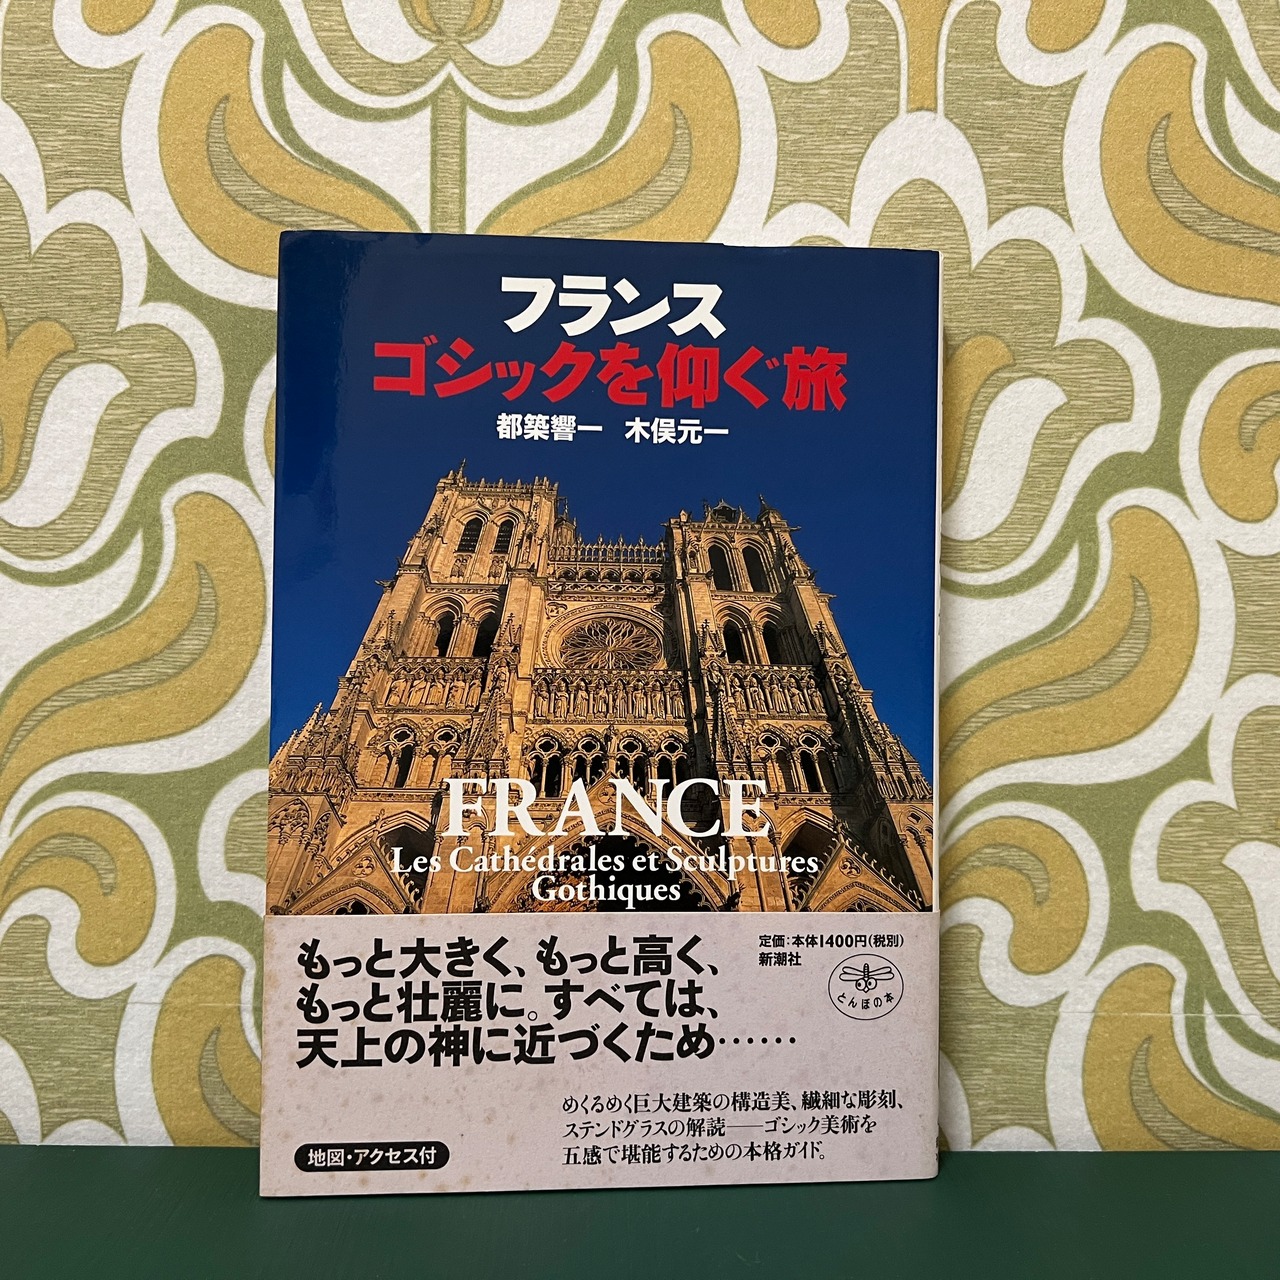 フランス
ゴシックを仰ぐ旅
都築響一 木俣元一
FRANCE
Les Cathédrales et Sculptures
Gothiques
もっと大きく、もっと高く、
もっと壮麗に。すべては、
天上の神に近づくため……
定価：本体1400円（税別）
新潮社
とんぼの本
めくるめく巨大建築の構造美、繊細な彫刻、
ステンドグラスの解読──ゴシック美術を
五感で堪能するための本格ガイド。
地図・アクセス付